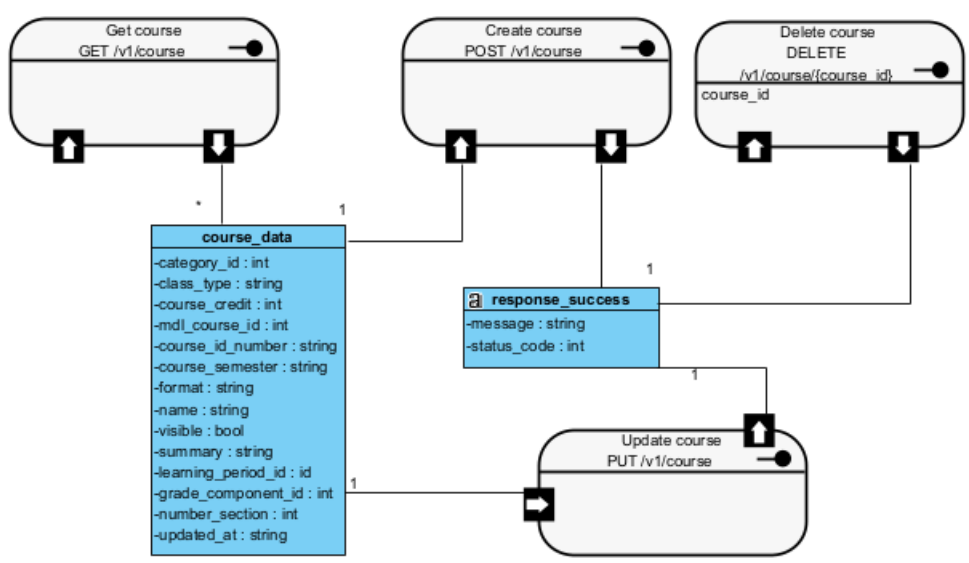 Get course
GET /v1/course
Create course
POST /v1/course
Delete course
DELETE
/v1/course/{course_id}
course_id
*
1
course_data
-category_id : int
-class_type : string
-course_credit : int
-mdl_course_id : int
-course_id_number : string
-course_semester : string
-format : string
-name : string
-visible : bool
-summary : string
-learning_period_id : id
-grade_component_id : int
-number_section : int
-updated_at : string
1
a response_success
-message : string
-status_code : int
1
1
Update course
PUT /v1/course